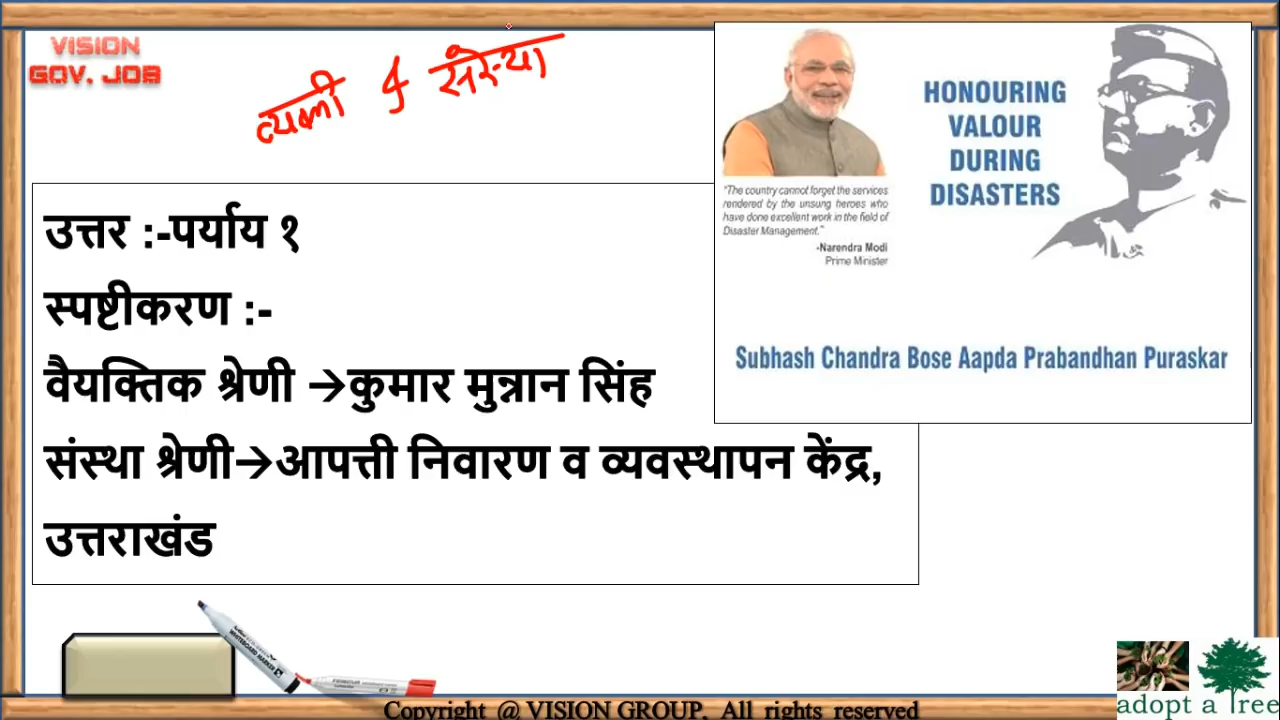 VISION
GOV. JOB
व्यक्ती & संस्था
HONOURING
VALOUR
DURING
DISASTERS
"The country cannot forget the services
rendered by the unsung heroes who
have done excellent work in the field of
Disaster Management."
-Narendra Modi
Prime Minister
Subhash Chandra Bose Aapda Prabandhan Puraskar
उत्तर :-पर्याय १
स्पष्टीकरण :-
वैयक्तिक श्रेणी →कुमार मुन्नान सिंह
संस्था श्रेणी→आपत्ती निवारण व व्यवस्थापन केंद्र,
उत्तराखंड
WHITEBOARD MARKER
adopt a Tree
Copyright @ VISION GROUP. All rights reserved